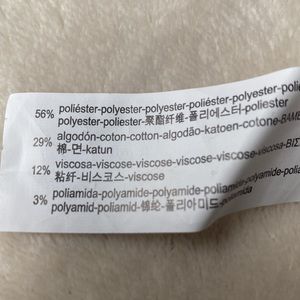 56% poliéster-polyester-polyester-poliéster-polyester-polie
polyester-poliester-聚酯纤维-폴리에스터-poliester
29% algodón-coton-cotton-algodão-katoen-cotone-BAMB
棉-면-katun
12% viscosa-viscose-viscose-viscose-viscose-viscosa-ΒΙΣ
粘纤-비스코스-viscose
3% poliamida-polyamide-polyamide-poliamida-polyamide-
polyamid-poliamid-锦纶-폴리아미드-poliamida